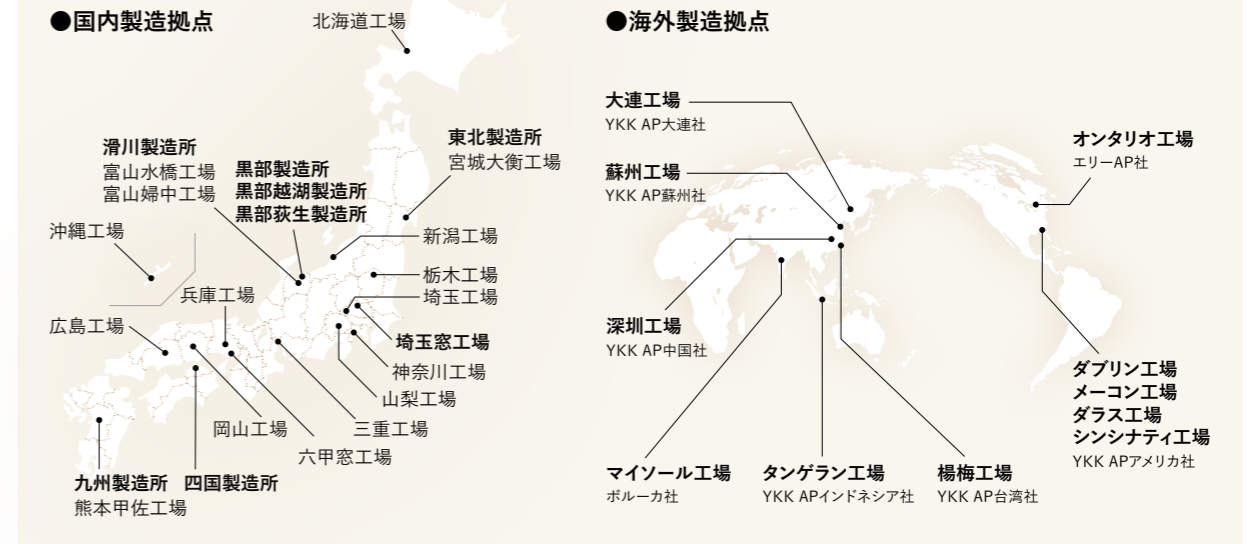 ●国内製造拠点
北海道工場
東北製造所
宮城大衡工場
滑川製造所
富山水橋工場
富山婦中工場
黒部製造所
黒部越湖製造所
黒部荻生製造所
沖縄工場
新潟工場
栃木工場
埼玉工場
兵庫工場
広島工場
埼玉窓工場
神奈川工場
山梨工場
岡山工場
三重工場
六甲窓工場
九州製造所
熊本甲佐工場
四国製造所
●海外製造拠点
大連工場
YKK AP大連社
蘇州工場
YKK AP蘇州社
オンタリオ工場
エリーAP社
深圳工場
YKK AP中国社
ダブリン工場
メーコン工場
ダラス工場
シンシナティ工場
YKK APアメリカ社
マイソール工場
ボルーカ社
タンゲラン工場
YKK APインドネシア社
楊梅工場
YKK AP台湾社